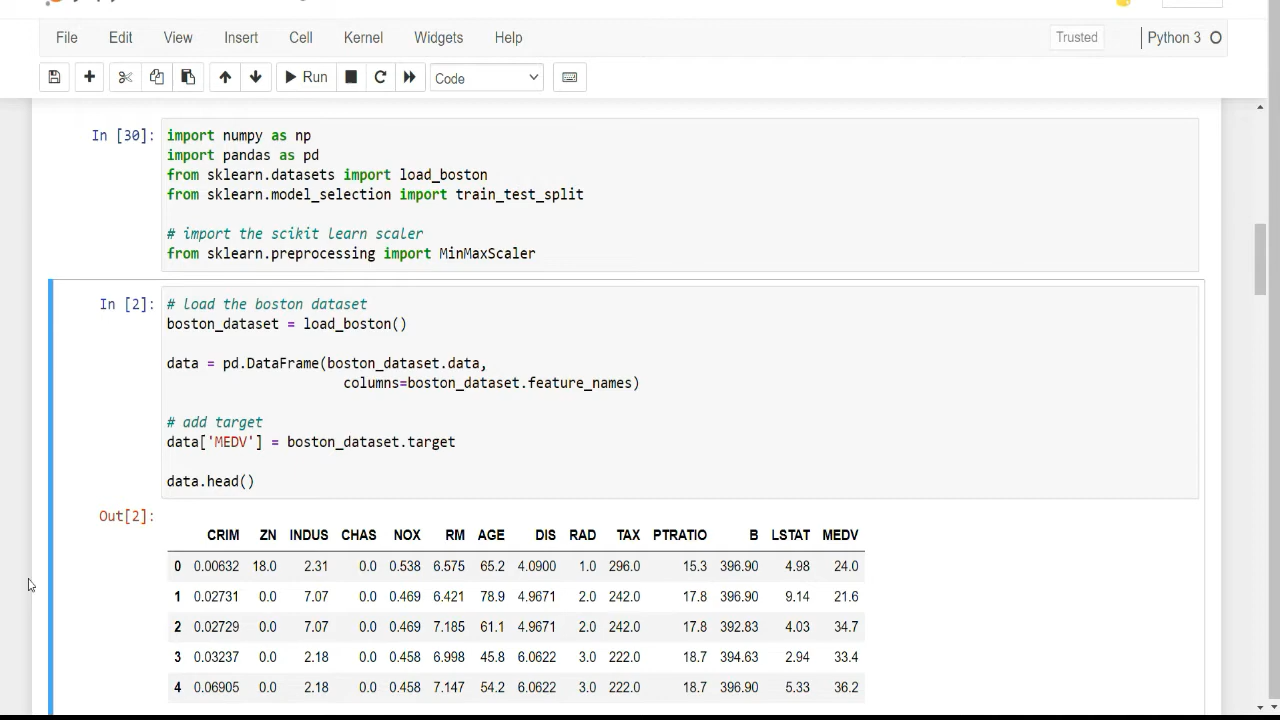 File Edit View Insert Cell Kernel Widgets Help Trusted Python 3
Run Code
In [30]: import numpy as np
import pandas as pd
from sklearn.datasets import load_boston
from sklearn.model_selection import train_test_split
# import the scikit learn scaler
from sklearn.preprocessing import MinMaxScaler
In [2]: # load the boston dataset
boston_dataset = load_boston()
data = pd.DataFrame(boston_dataset.data,
columns=boston_dataset.feature_names)
# add target
data['MEDV'] = boston_dataset.target
data.head()
Out[2]:
CRIM ZN INDUS CHAS NOX RM AGE DIS RAD TAX PTRATIO B LSTAT MEDV
0 0.00632 18.0 2.31 0.0 0.538 6.575 65.2 4.0900 1.0 296.0 15.3 396.90 4.98 24.0
1 0.02731 0.0 7.07 0.0 0.469 6.421 78.9 4.9671 2.0 242.0 17.8 396.90 9.14 21.6
2 0.02729 0.0 7.07 0.0 0.469 7.185 61.1 4.9671 2.0 242.0 17.8 392.83 4.03 34.7
3 0.03237 0.0 2.18 0.0 0.458 6.998 45.8 6.0622 3.0 222.0 18.7 394.63 2.94 33.4
4 0.06905 0.0 2.18 0.0 0.458 7.147 54.2 6.0622 3.0 222.0 18.7 396.90 5.33 36.2